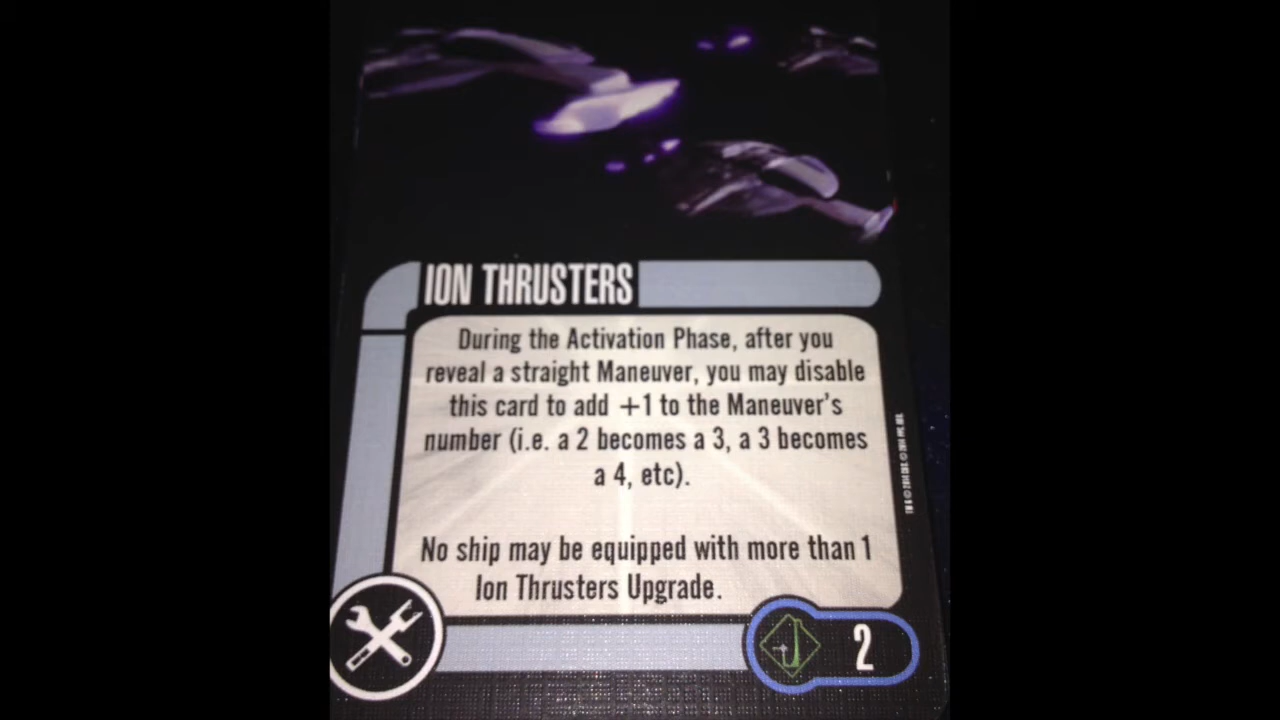 ION THRUSTERS
During the Activation Phase, after you
reveal a straight Maneuver, you may disable
this card to add +1 to the Maneuver's
number (i.e. a 2 becomes a 3, a 3 becomes
a 4, etc).
No ship may be equipped with more than 1
Ion Thrusters Upgrade.
2